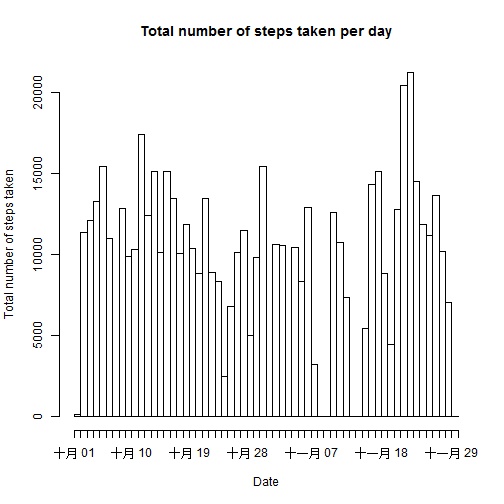 Total number of steps taken per day
Total number of steps taken
20000
15000
10000
5000
0
十月 01 十月 10 十月 19 十月 28 十一月 07 十一月 18 十一月 29
Date